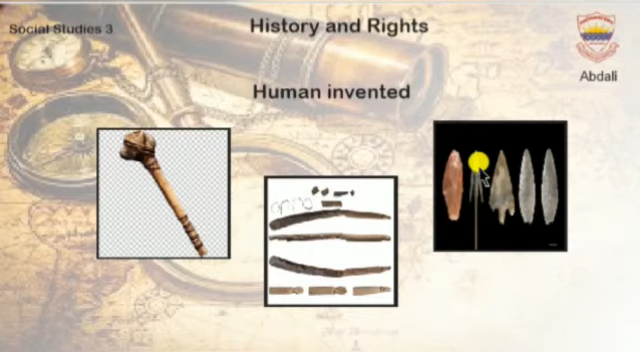 Social Studies 3
History and Rights
Abdali
Human invented